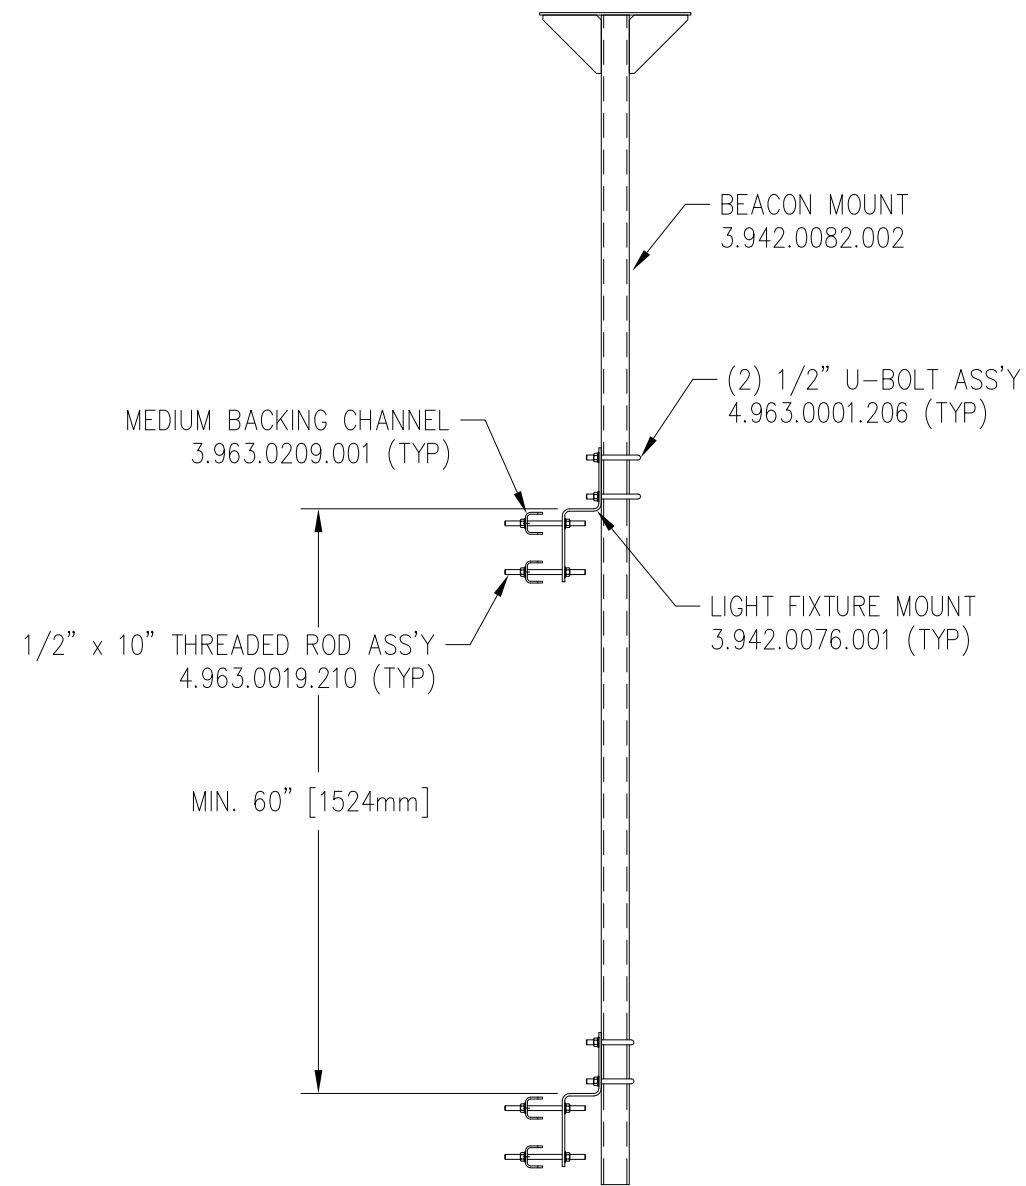 BEACON MOUNT
3.942.0082.002
(2) 1/2” U-BOLT ASS'Y
4.963.0001.206 (TYP)
MEDIUM BACKING CHANNEL
3.963.0209.001 (TYP)
LIGHT FIXTURE MOUNT
3.942.0076.001 (TYP)
1/2” x 10” THREADED ROD ASS'Y
4.963.0019.210 (TYP)
MIN. 60” [1524mm]